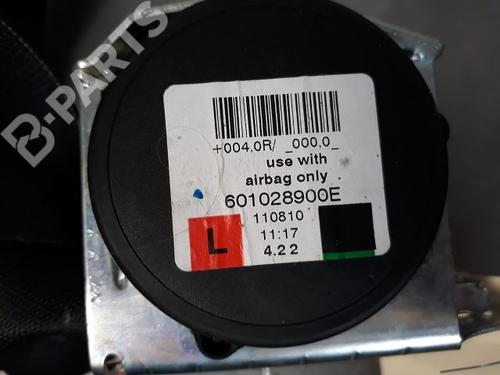 B-PARTS
+004,0R/ _000,0_
use with
airbag only
601028900E
110810
11:17
4.2 2
L